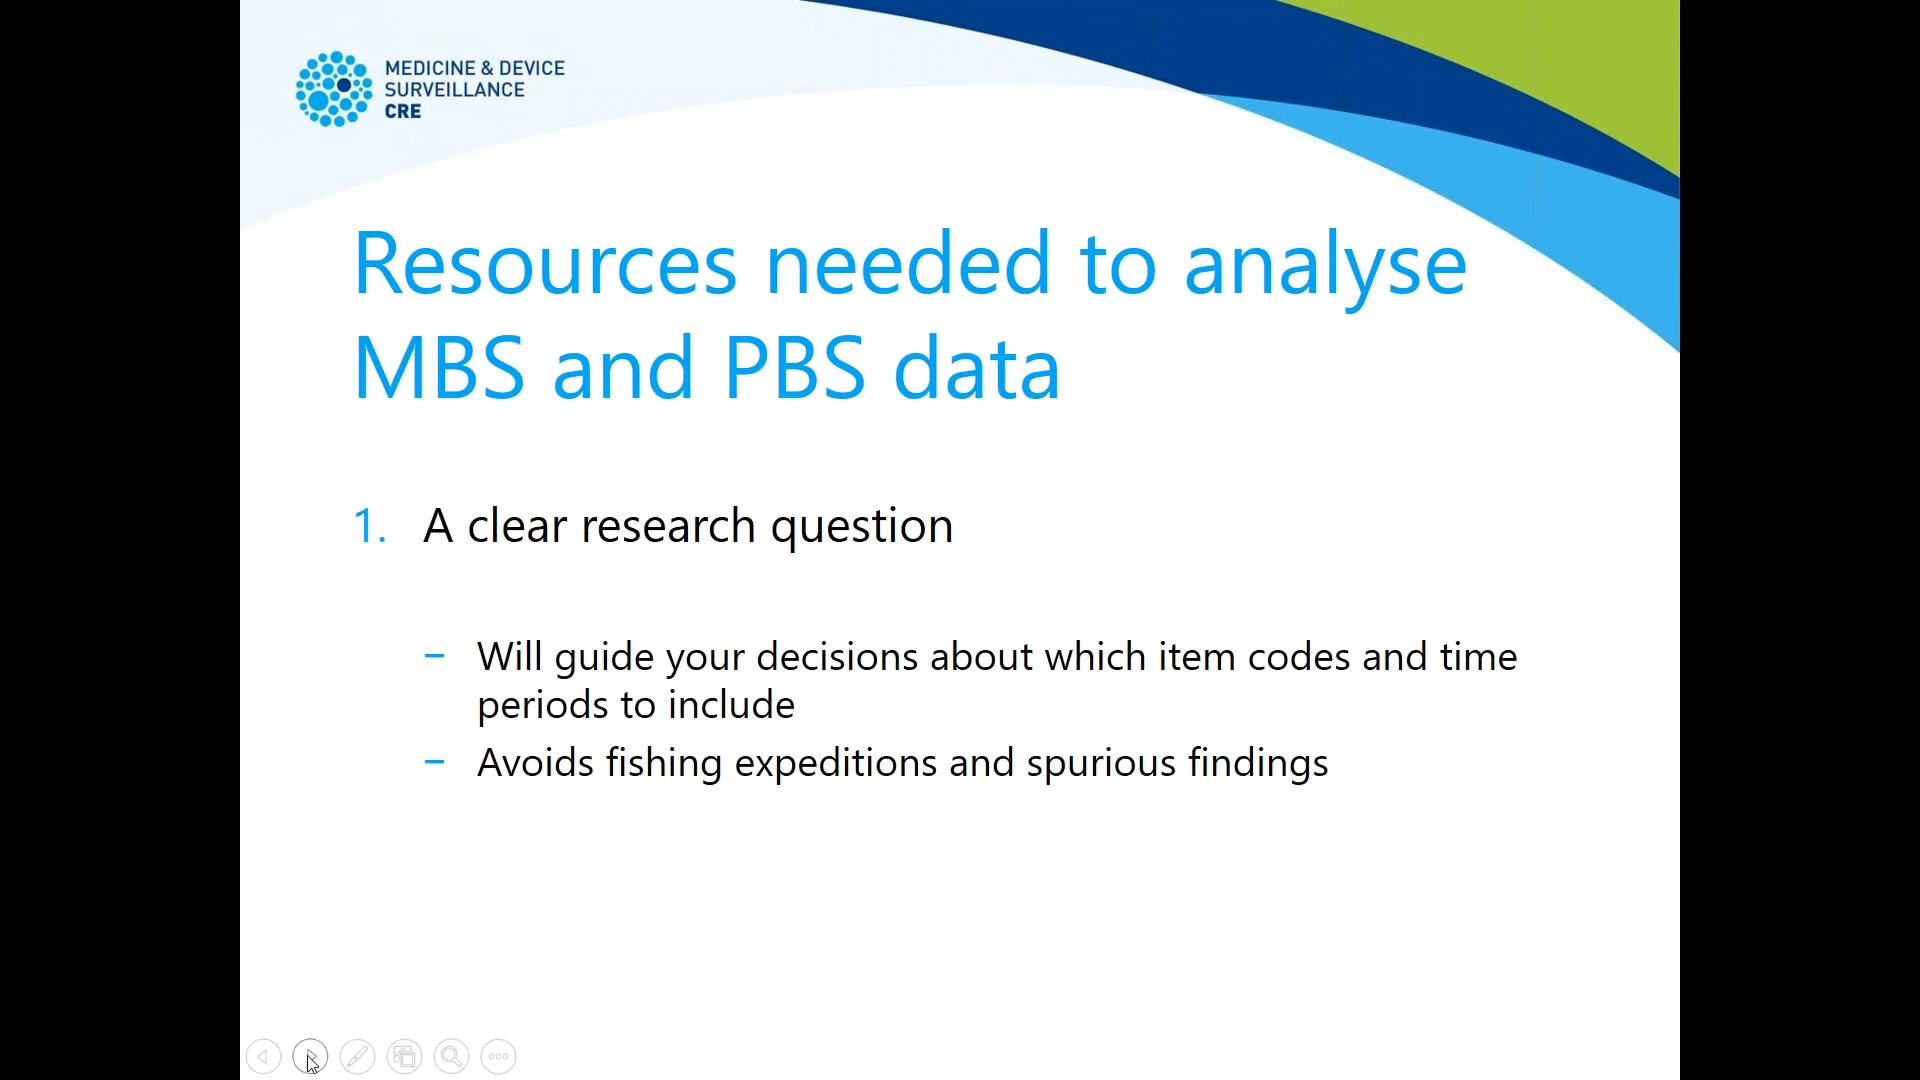 MEDICINE & DEVICE
SURVEILLANCE
CRE
Resources needed to analyse
MBS and PBS data
1. A clear research question
– Will guide your decisions about which item codes and time
periods to include
– Avoids fishing expeditions and spurious findings